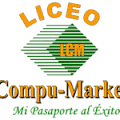 LICEO
LCM
Compu-Marke
Mi Pasaporte al Éxito